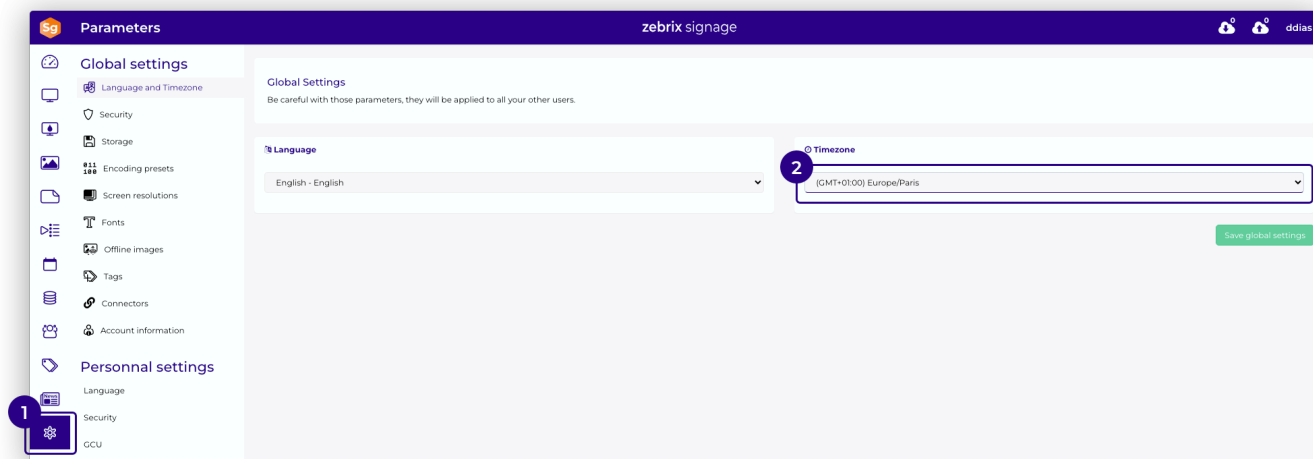 Sg
Parameters
zebrix signage
0
0
ddias
Global settings
Language and Timezone
Security
Storage
011
100
Encoding presets
Screen resolutions
Fonts
Offline images
Tags
Connectors
Account information
Personnal settings
Language
Security
GCU
Global Settings
Be careful with those parameters, they will be applied to all your other users.
Language
English - English
Timezone
2
(GMT+01:00) Europe/Paris
Save global settings
News
1